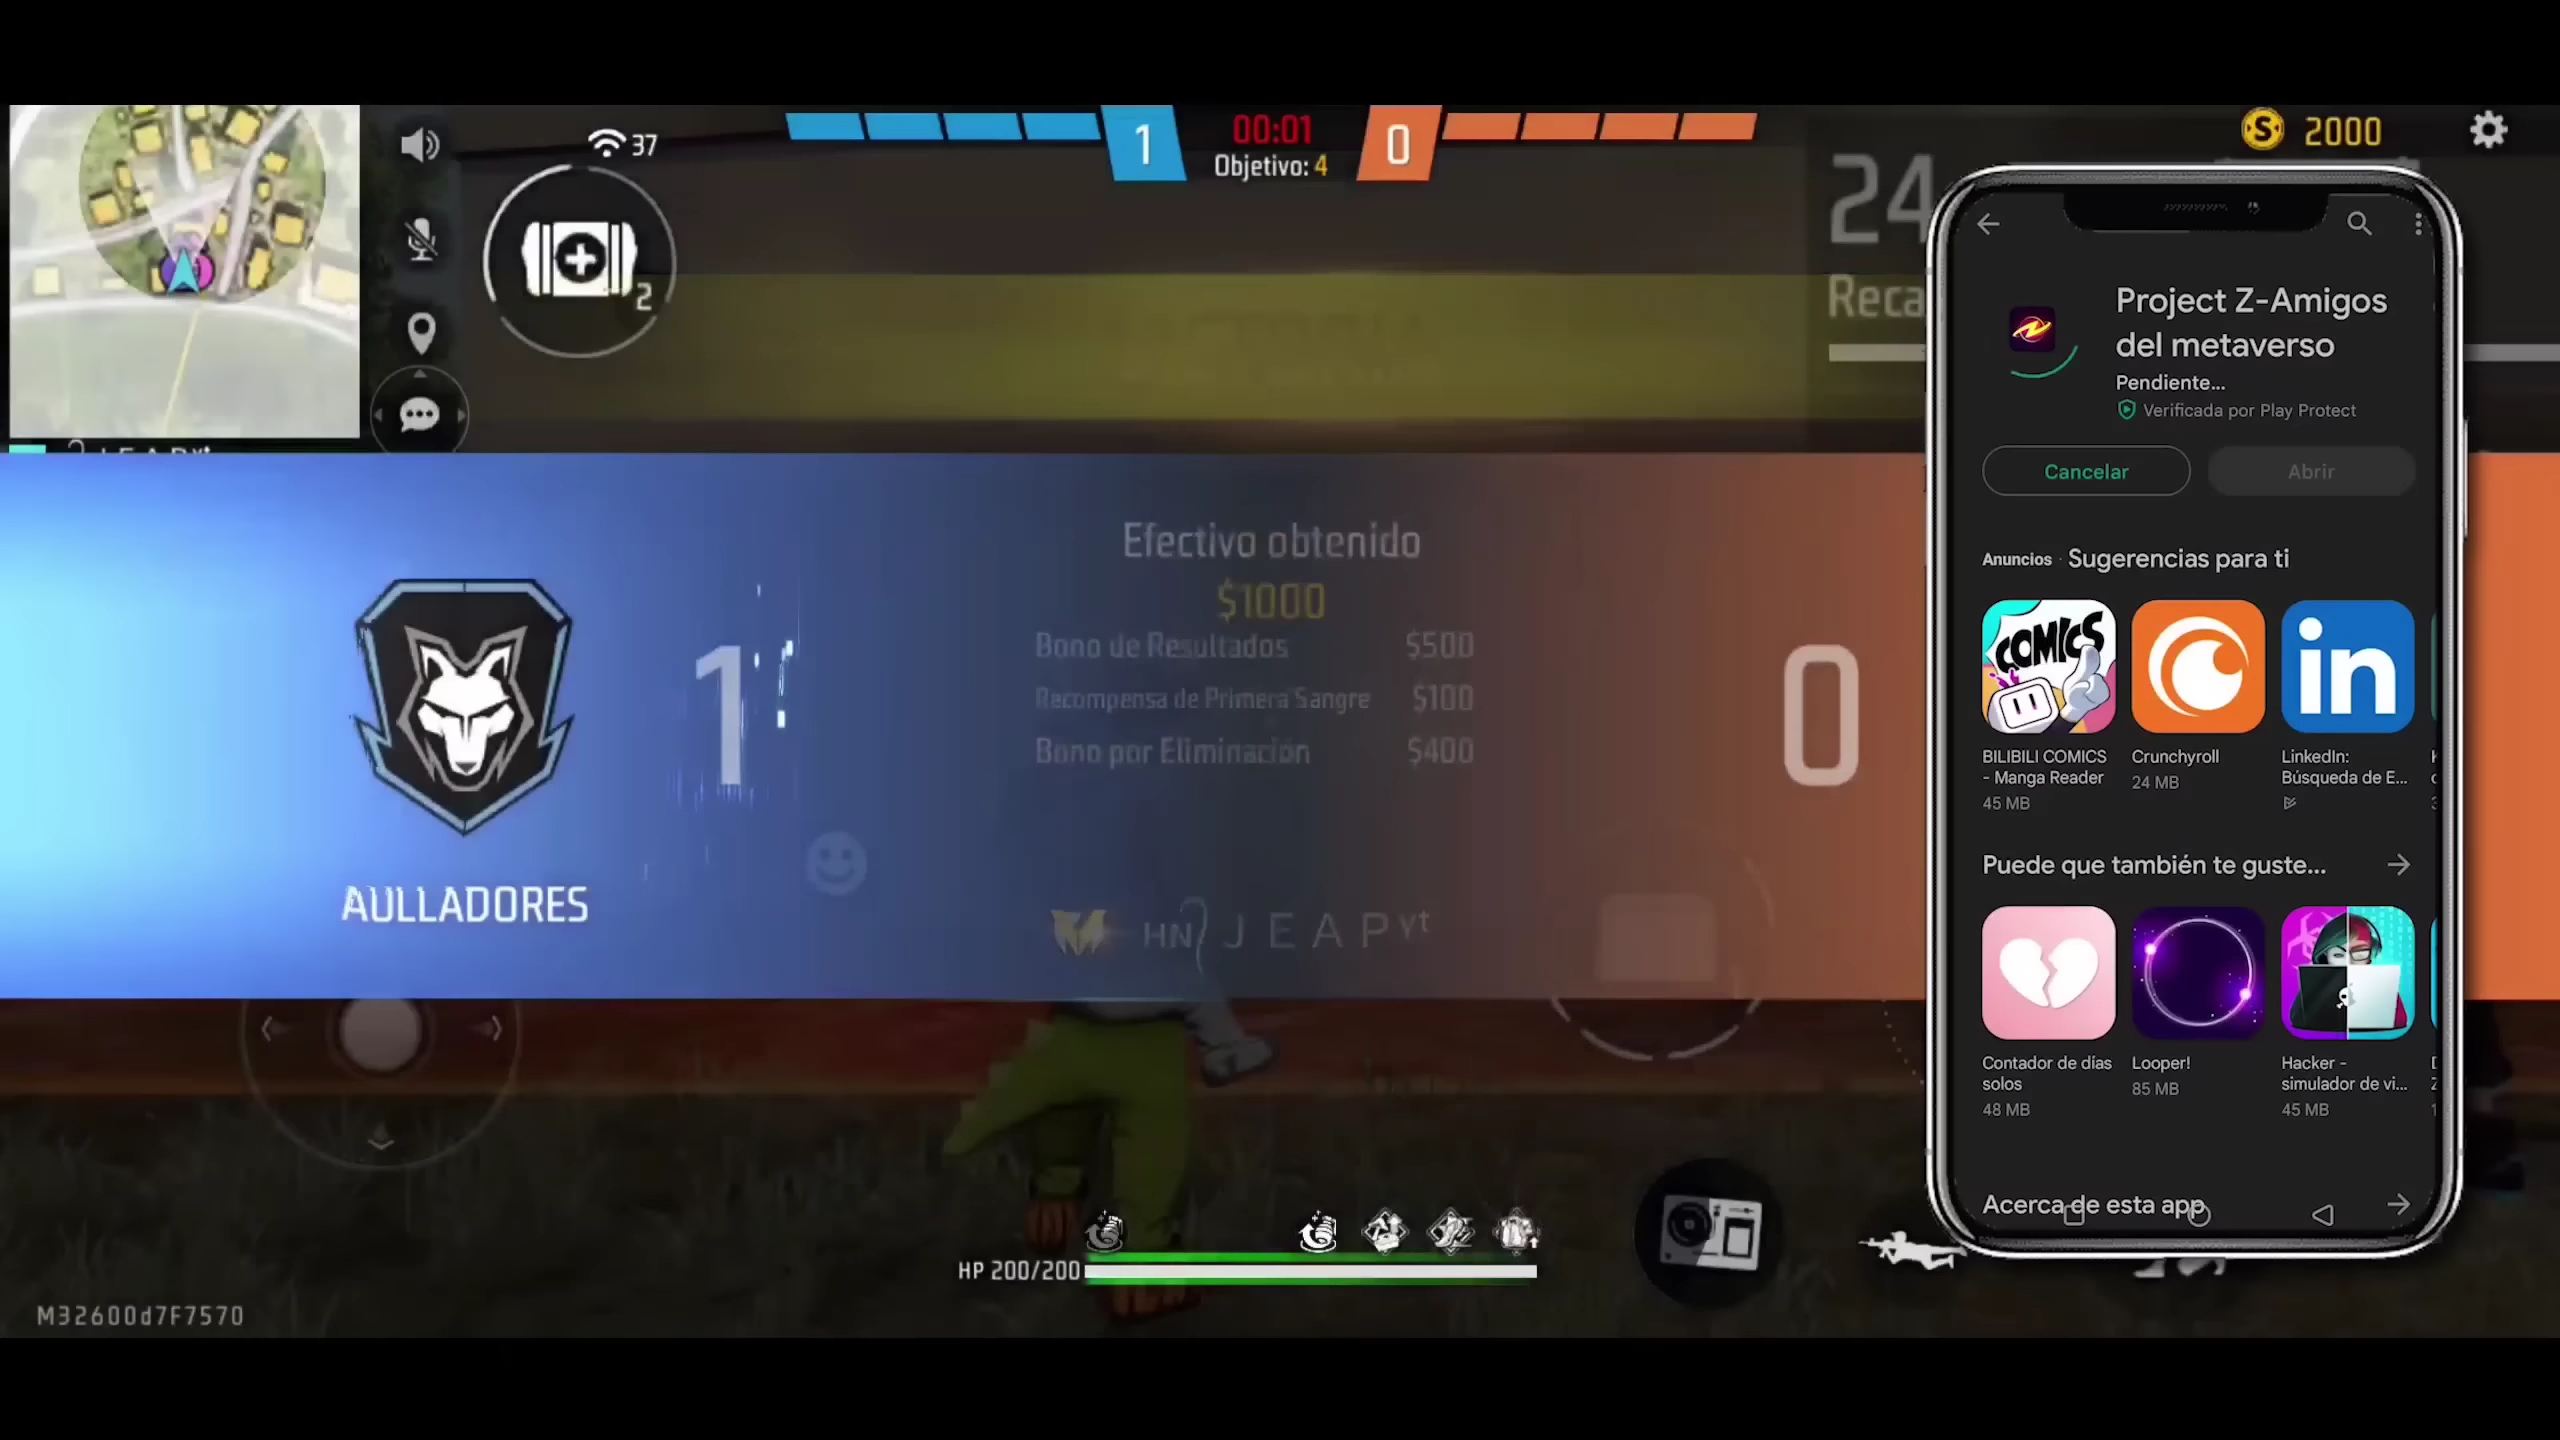 37
1
00:01
Objetivo: 4
0
2000
2
24
Reca
Efectivo obtenido
$1000
Bono de Resultados $500
Recompensa de Primera Sangre $100
Bono por Eliminación $400
1
0
AULLADORES
HN JEAPYt
HP 200/200
M32600d7F7570
Project Z-Amigos
del metaverso
Pendiente...
Verificada por Play Protect
Cancelar
Abrir
Anuncios · Sugerencias para ti
COMICS
in
BILIBILI COMICS
- Manga Reader
45 MB
Crunchyroll
24 MB
LinkedIn:
Búsqueda de E...
Puede que también te guste...
Contador de días
solos
48 MB
Looper!
85 MB
Hacker -
simulador de vi...
45 MB
Acerca de esta app